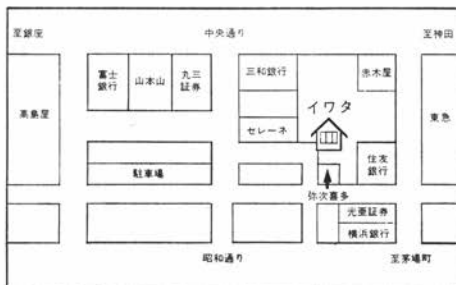 至銀座
中央通り
至神田
富士
銀行
山本山
丸三
証券
三和銀行
赤木屋
イワタ
高島屋
東急
セレーネ
住友
銀行
駐車場
弥次喜多
光亜証券
横浜銀行
昭和通り
至茅場町